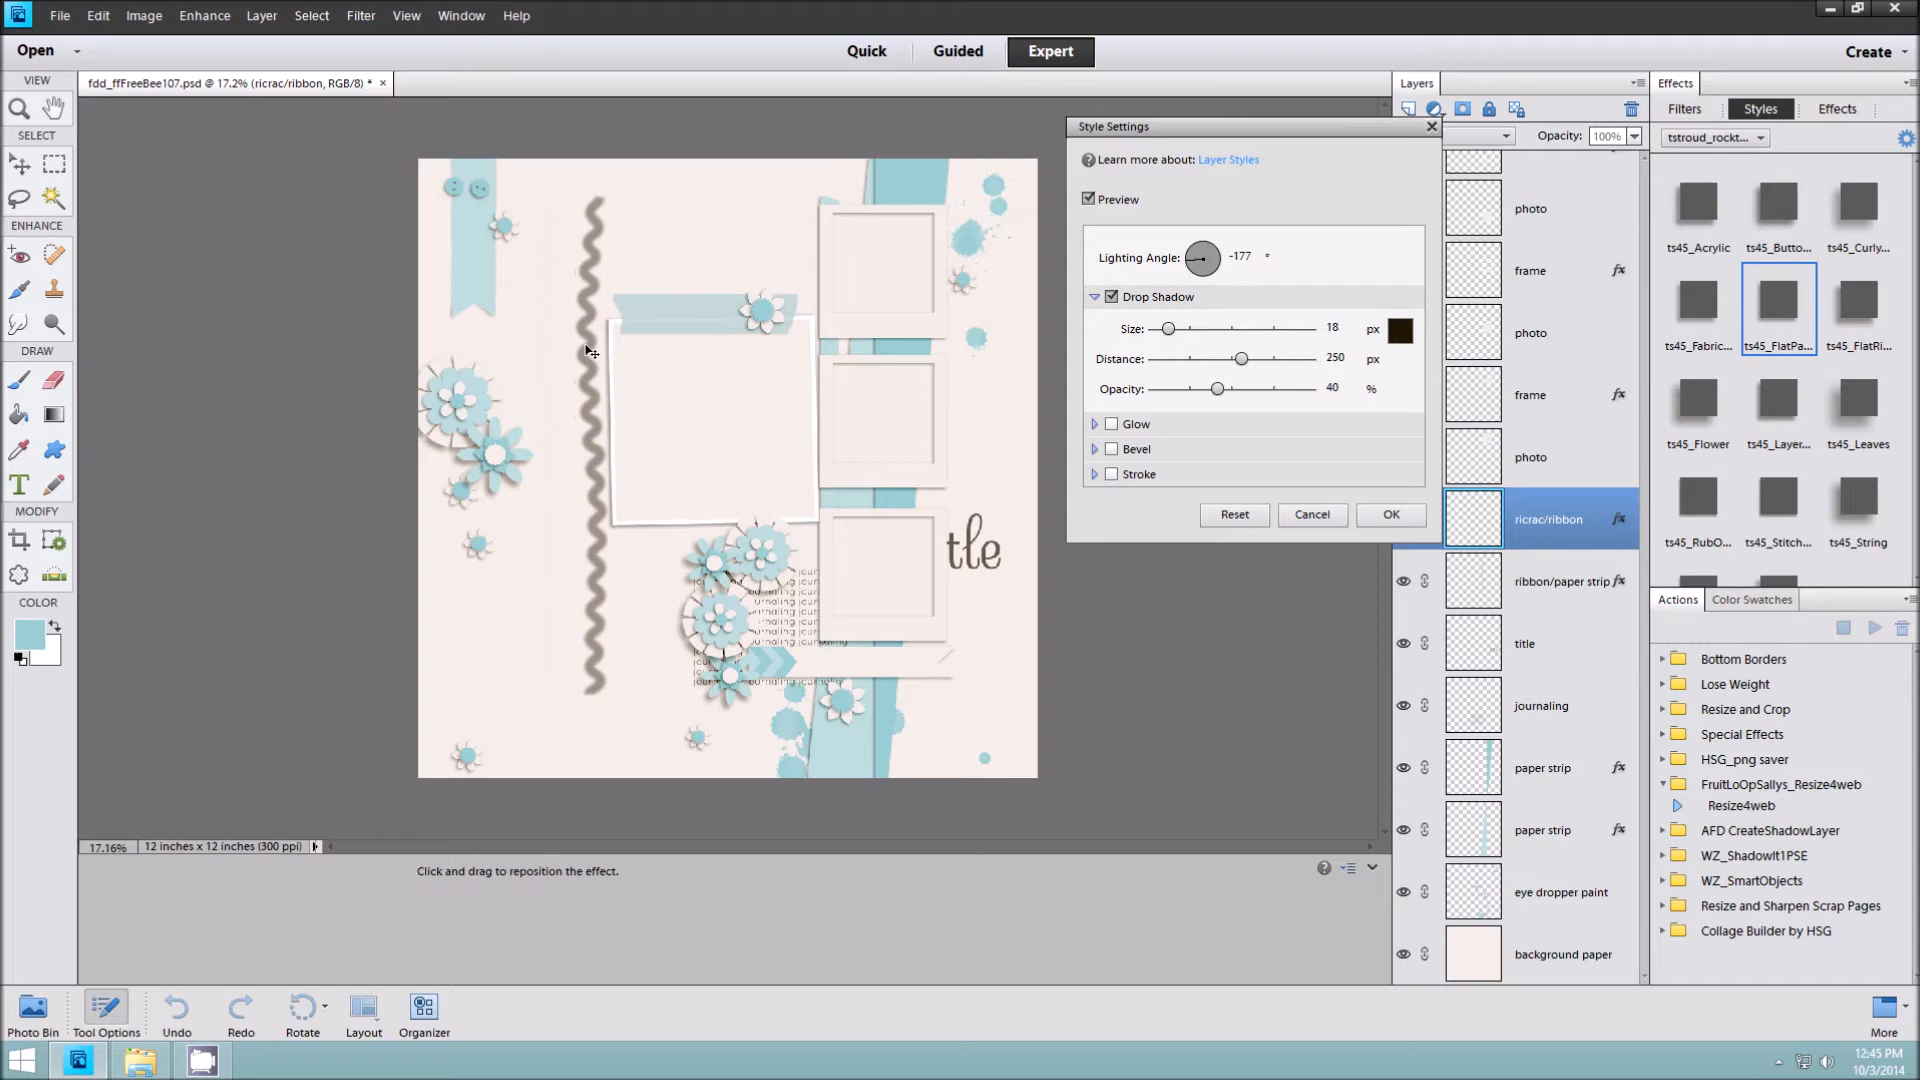 File Edit Image Enhance Layer Select Filter View Window Help
Open Quick Guided Expert Create
VIEW
fdd_ffFreeBee107.psd @ 17.2% (ricrac/ribbon, RGB/8) * ×
SELECT
ENHANCE
DRAW
MODIFY
COLOR
tle
17.16% 12 inches x 12 inches (300 ppi)
Click and drag to reposition the effect.
Style Settings
Learn more about: Layer Styles
Preview
Lighting Angle: -177 °
Drop Shadow
Size: 18 px
Distance: 250 px
Opacity: 40 %
Glow
Bevel
Stroke
Reset Cancel OK
Layers
Opacity: 100%
photo
frame fx
photo
frame fx
photo
ricrac/ribbon fx
ribbon/paper strip fx
title
journaling
paper strip fx
paper strip fx
eye dropper paint
background paper
Effects
Filters Styles Effects
tstroud_rockt...
ts45_Acrylic ts45_Butto... ts45_Curly...
ts45_Fabric... ts45_FlatPa... ts45_FlatRi...
ts45_Flower ts45_Layer... ts45_Leaves
ts45_RubO... ts45_Stitch... ts45_String
Actions Color Swatches
Bottom Borders
Lose Weight
Resize and Crop
Special Effects
HSG_png saver
FruitLoOpSallys_Resize4web
Resize4web
AFD CreateShadowLayer
WZ_ShadowIt1PSE
WZ_SmartObjects
Resize and Sharpen Scrap Pages
Collage Builder by HSG
Photo Bin Tool Options Undo Redo Rotate Layout Organizer More
12:45 PM
10/3/2014